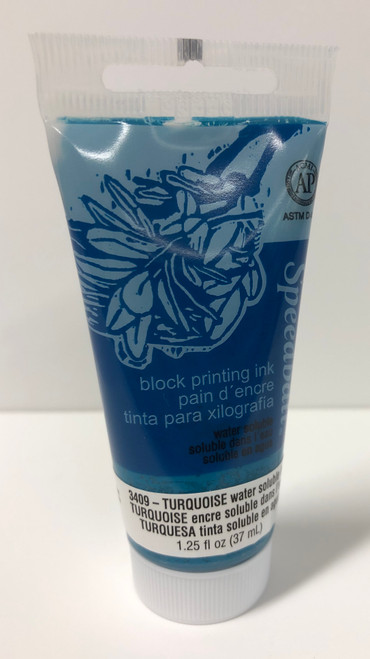 AP
ASTM D
Speedball
block printing ink
pain d'encre
tinta para xilografia
water soluble
soluble dans l'eau
soluble en agua
3409 – TURQUOISE water soluble
TURQUOISE encre soluble dans
TURQUESA tinta soluble en
1.25 fl oz (37 mL)